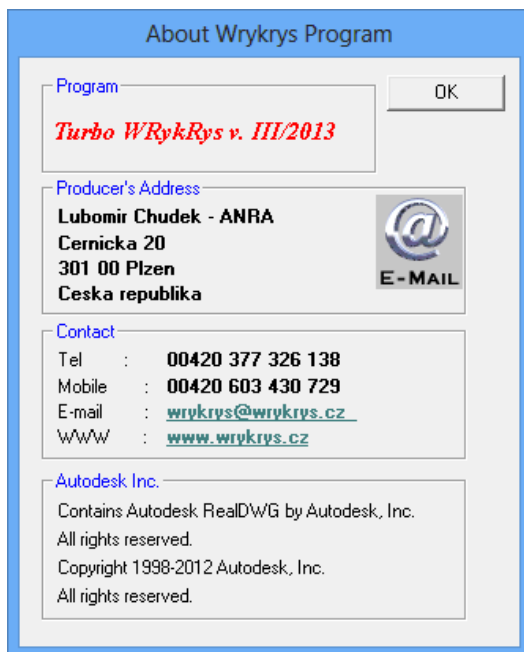 About Wrykrys Program
Program
OK
Turbo WRykRys v. III/2013
Producer's Address
Lubomir Chudek - ANRA
Cernicka 20
301 00 Plzen
Ceska republika
E-MAIL
Contact
Tel : 00420 377 326 138
Mobile : 00420 603 430 729
E-mail : wrykrys@wrykrys.cz
WWW : www.wrykrys.cz
Autodesk Inc.
Contains Autodesk RealDWG by Autodesk, Inc.
All rights reserved.
Copyright 1998-2012 Autodesk, Inc.
All rights reserved.